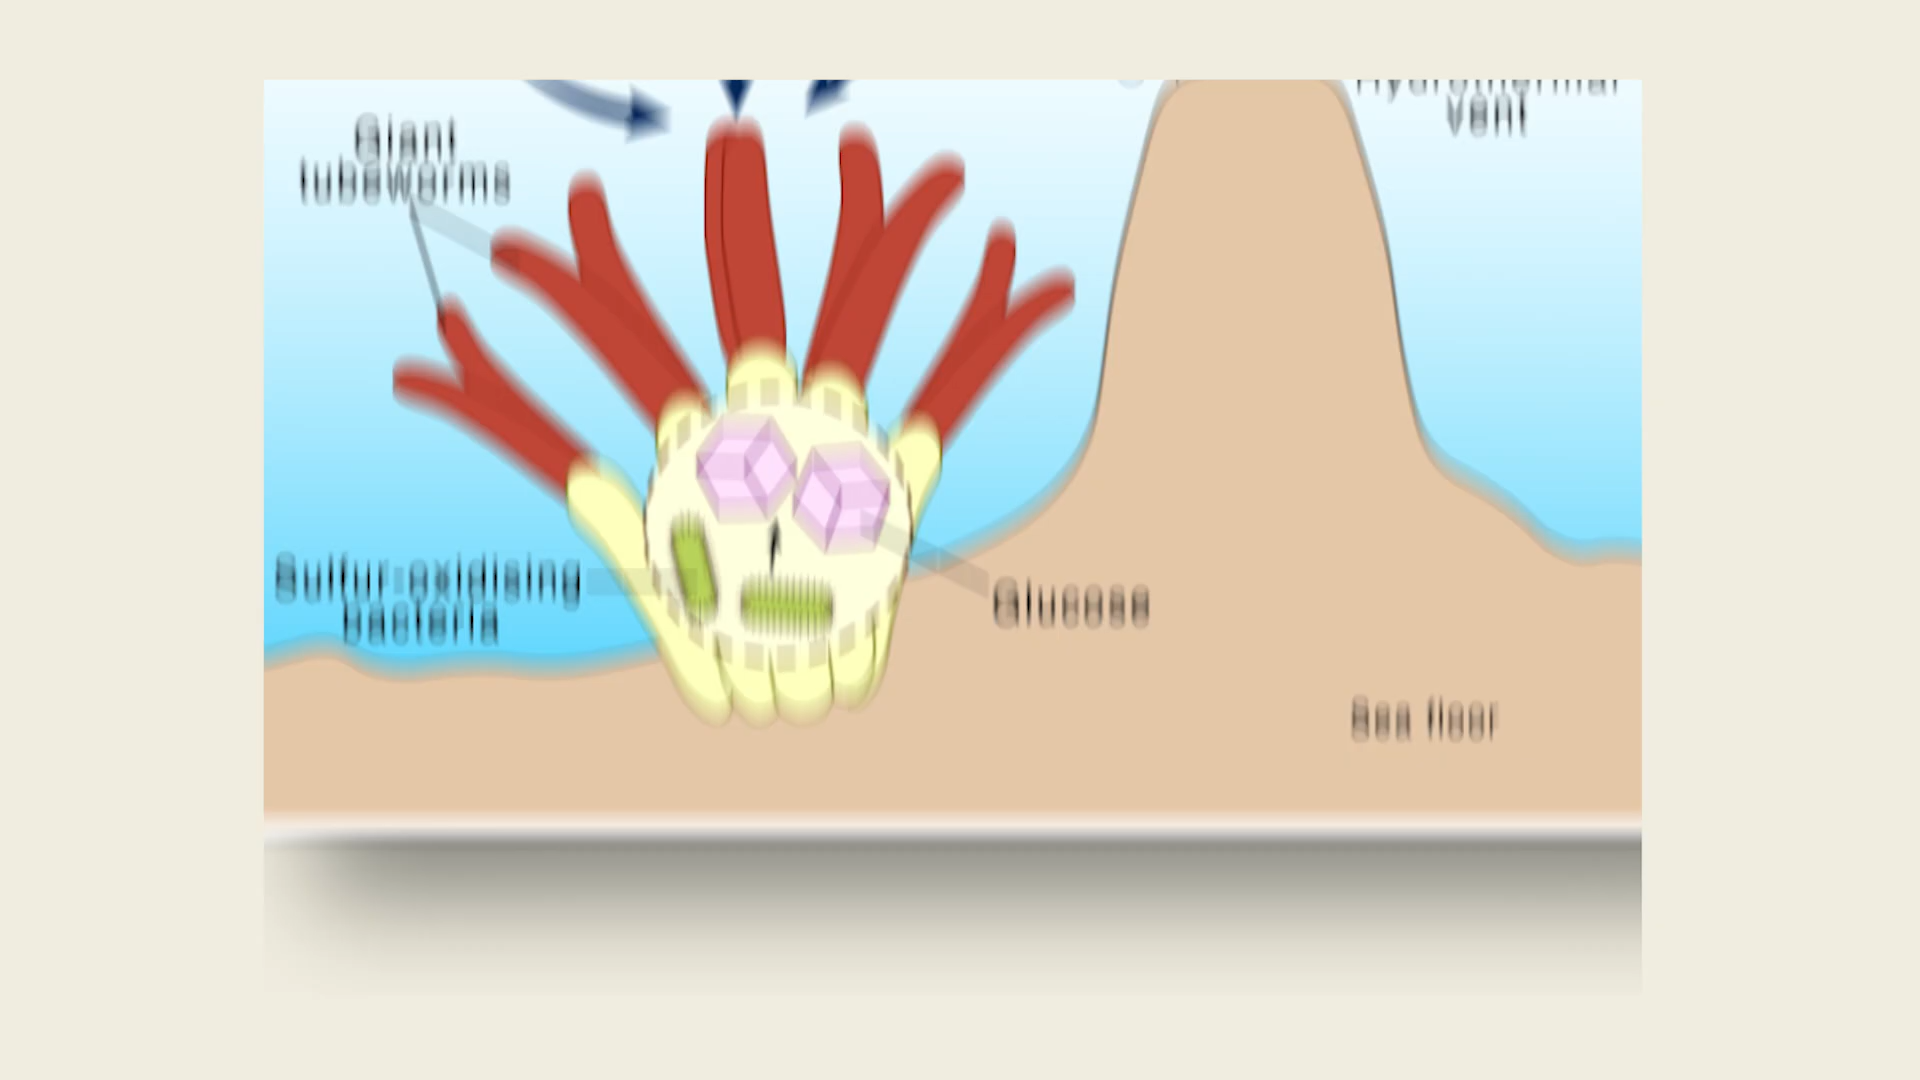 Giant
tubeworms
Hydrothermal
vent
Sulfur-oxidising
bacteria
Glucose
Sea floor